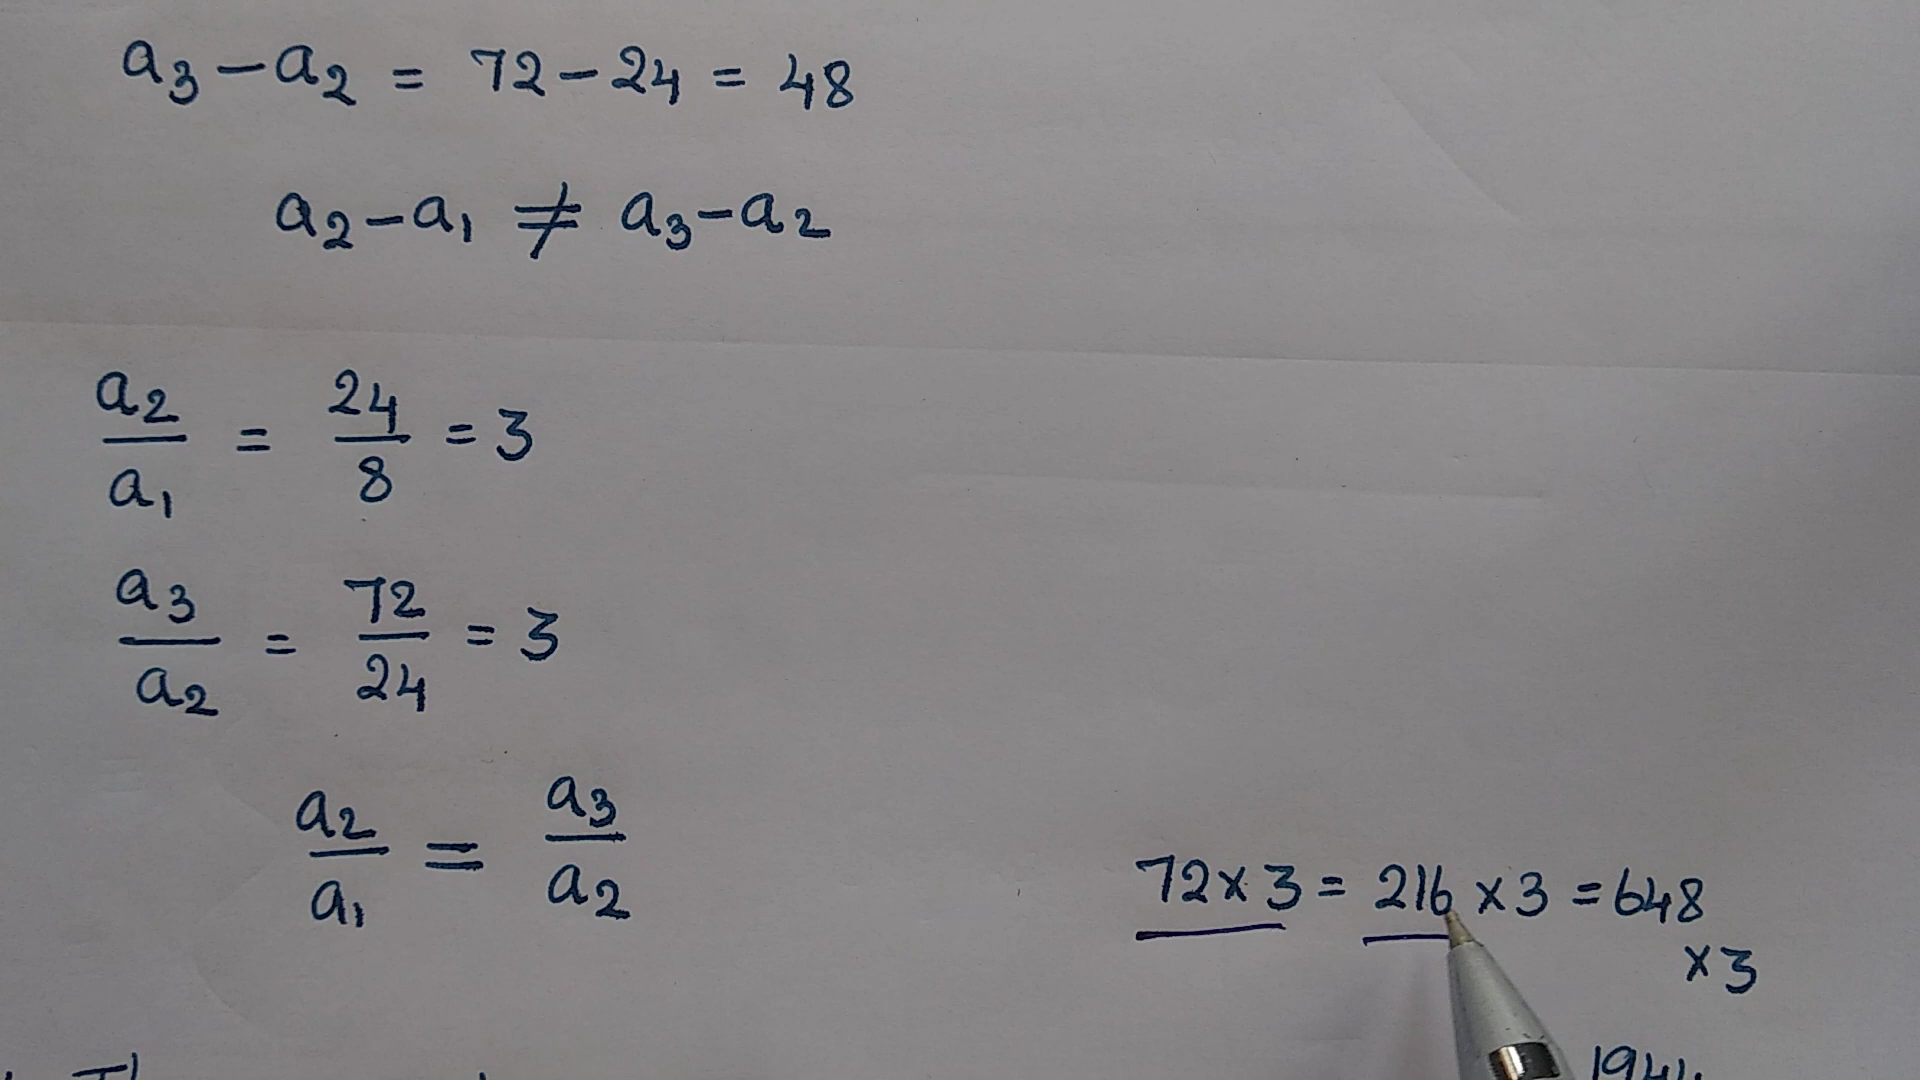 a₃ - a₂ = 72 - 24 = 48
a₂ - a₁ ≠ a₃ - a₂
a₂/a₁ = 24/8 = 3
a₃/a₂ = 72/24 = 3
a₂/a₁ = a₃/a₂
72 × 3 = 216 × 3 = 648
× 3
1944